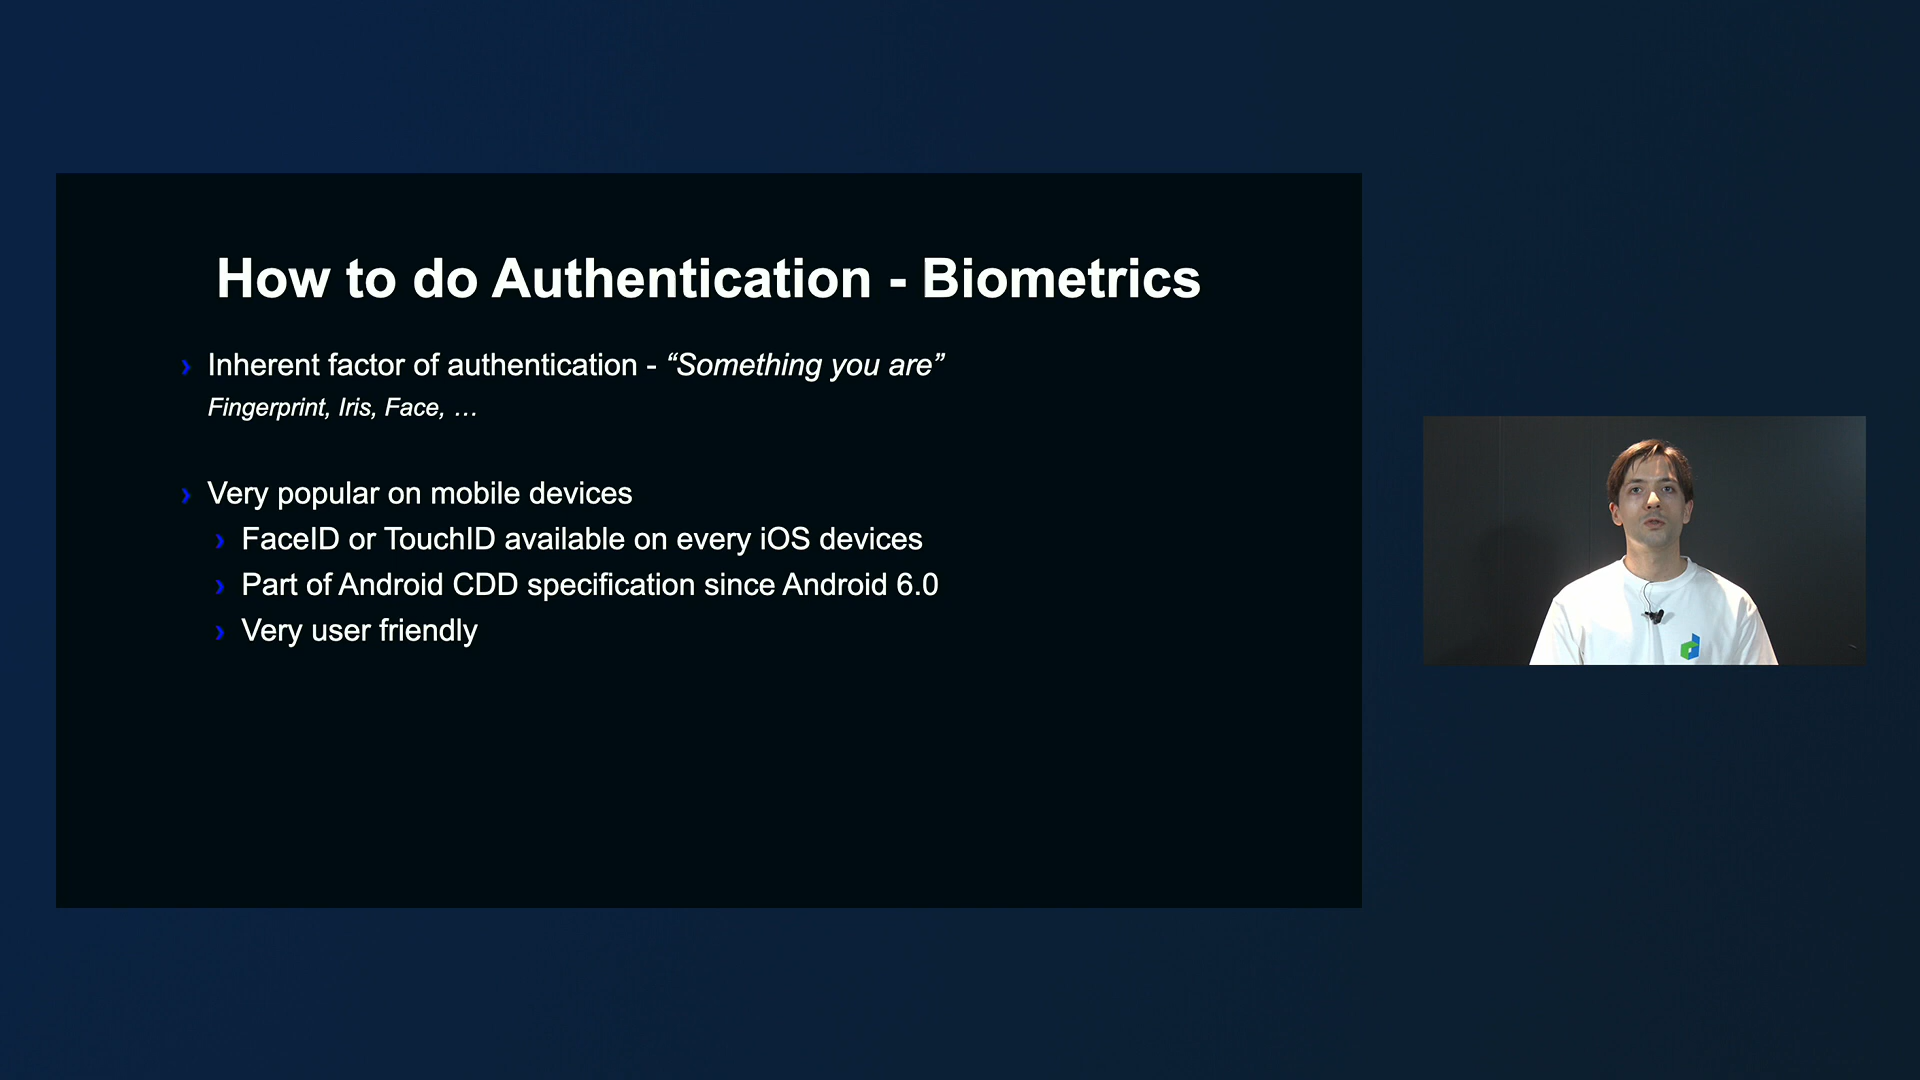 How to do Authentication - Biometrics
› Inherent factor of authentication - “Something you are”
Fingerprint, Iris, Face, …
› Very popular on mobile devices
› FaceID or TouchID available on every iOS devices
› Part of Android CDD specification since Android 6.0
› Very user friendly